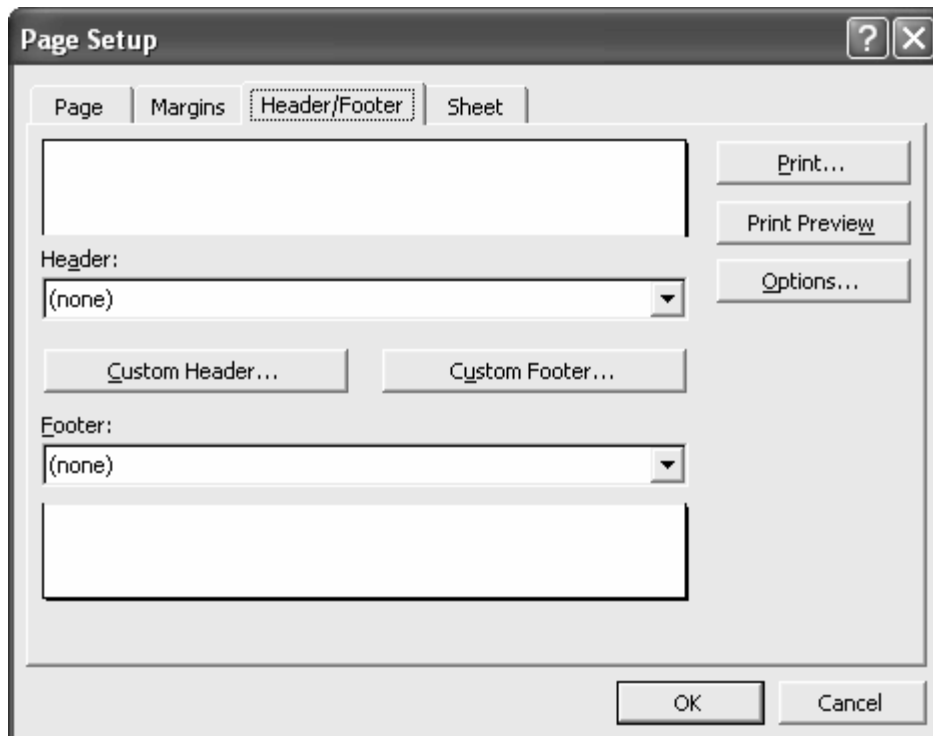 Page Setup
Page
Margins
Header/Footer
Sheet
Print...
Print Preview
Options...
Header:
(none)
Custom Header...
Custom Footer...
Footer:
(none)
OK
Cancel